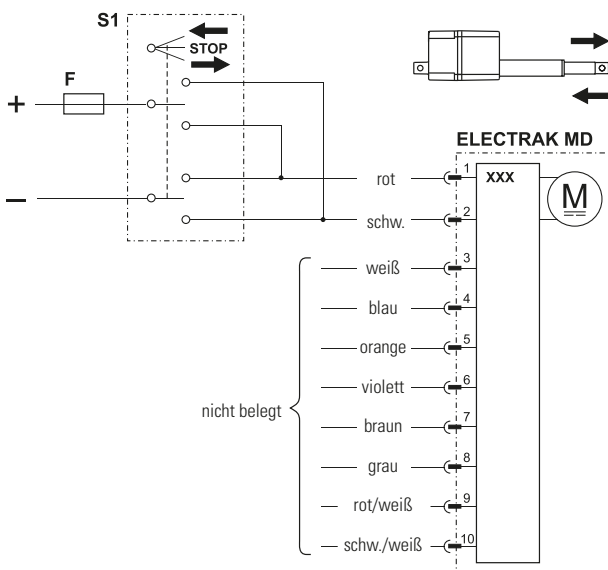 S1
STOP
F
+
–
ELECTRAK MD
rot
1
XXX
M
schw.
2
weiß
3
blau
4
orange
5
violett
6
nicht belegt
braun
7
grau
8
rot/weiß
9
schw./weiß
10